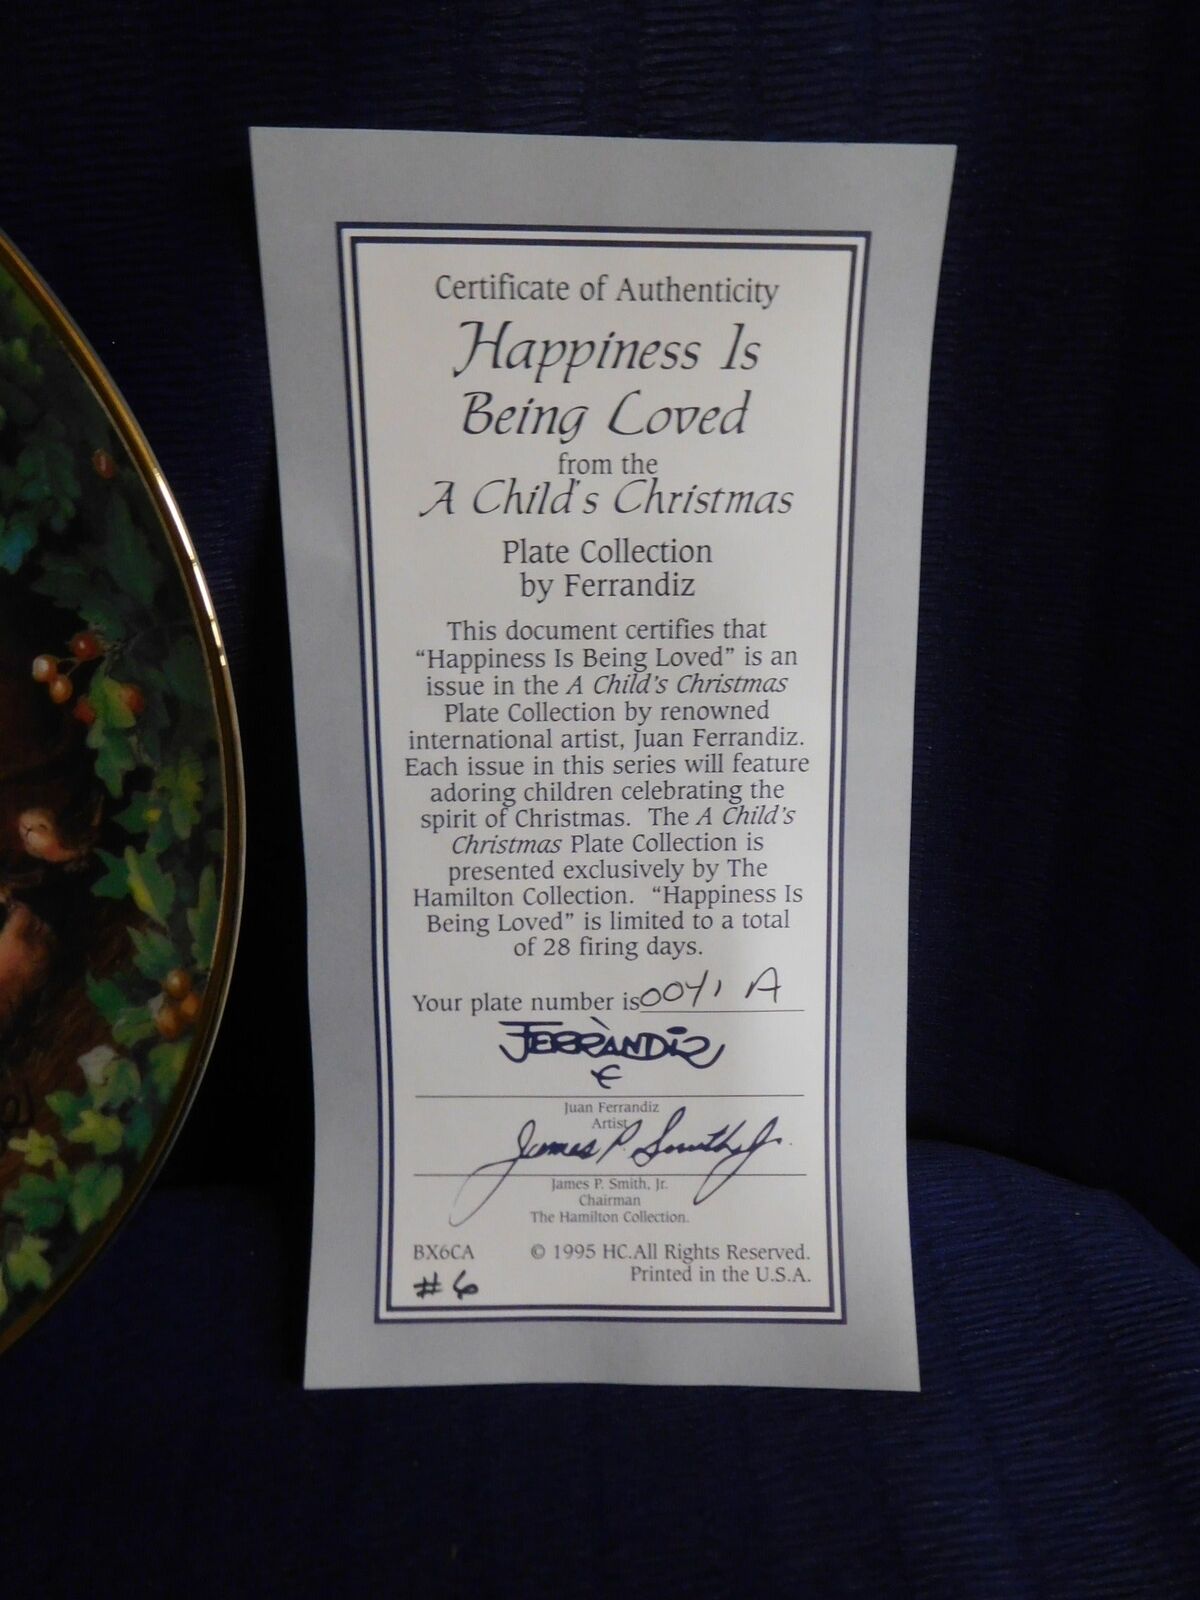 Certificate of Authenticity
Happiness Is
Being Loved
from the
A Child's Christmas
Plate Collection
by Ferrandiz
This document certifies that
“Happiness Is Being Loved” is an
issue in the A Child's Christmas
Plate Collection by renowned
international artist, Juan Ferrandiz.
Each issue in this series will feature
adoring children celebrating the
spirit of Christmas. The A Child's
Christmas Plate Collection is
presented exclusively by The
Hamilton Collection. “Happiness Is
Being Loved” is limited to a total
of 28 firing days.
Your plate number is 0041 A
FERRÀNDIZ
Juan Ferrandiz
Artist
James P. Smith, Jr.
James P. Smith, Jr.
Chairman
The Hamilton Collection.
BX6CA © 1995 HC.All Rights Reserved.
#6 Printed in the U.S.A.